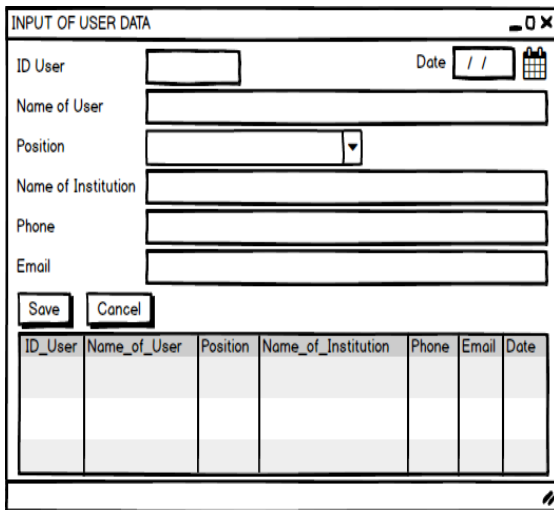 INPUT OF USER DATA
ID User Date / /
Name of User
Position
Name of Institution
Phone
Email
Save Cancel
ID_User Name_of_User Position Name_of_Institution Phone Email Date